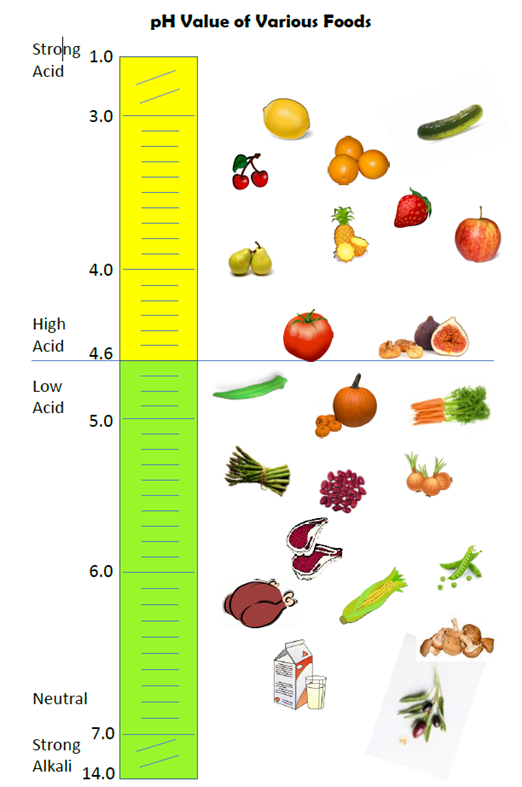 pH Value of Various Foods
Strong
Acid
1.0
3.0
4.0
High
Acid
4.6
Low
Acid
5.0
6.0
Neutral
7.0
Strong
Alkali
14.0